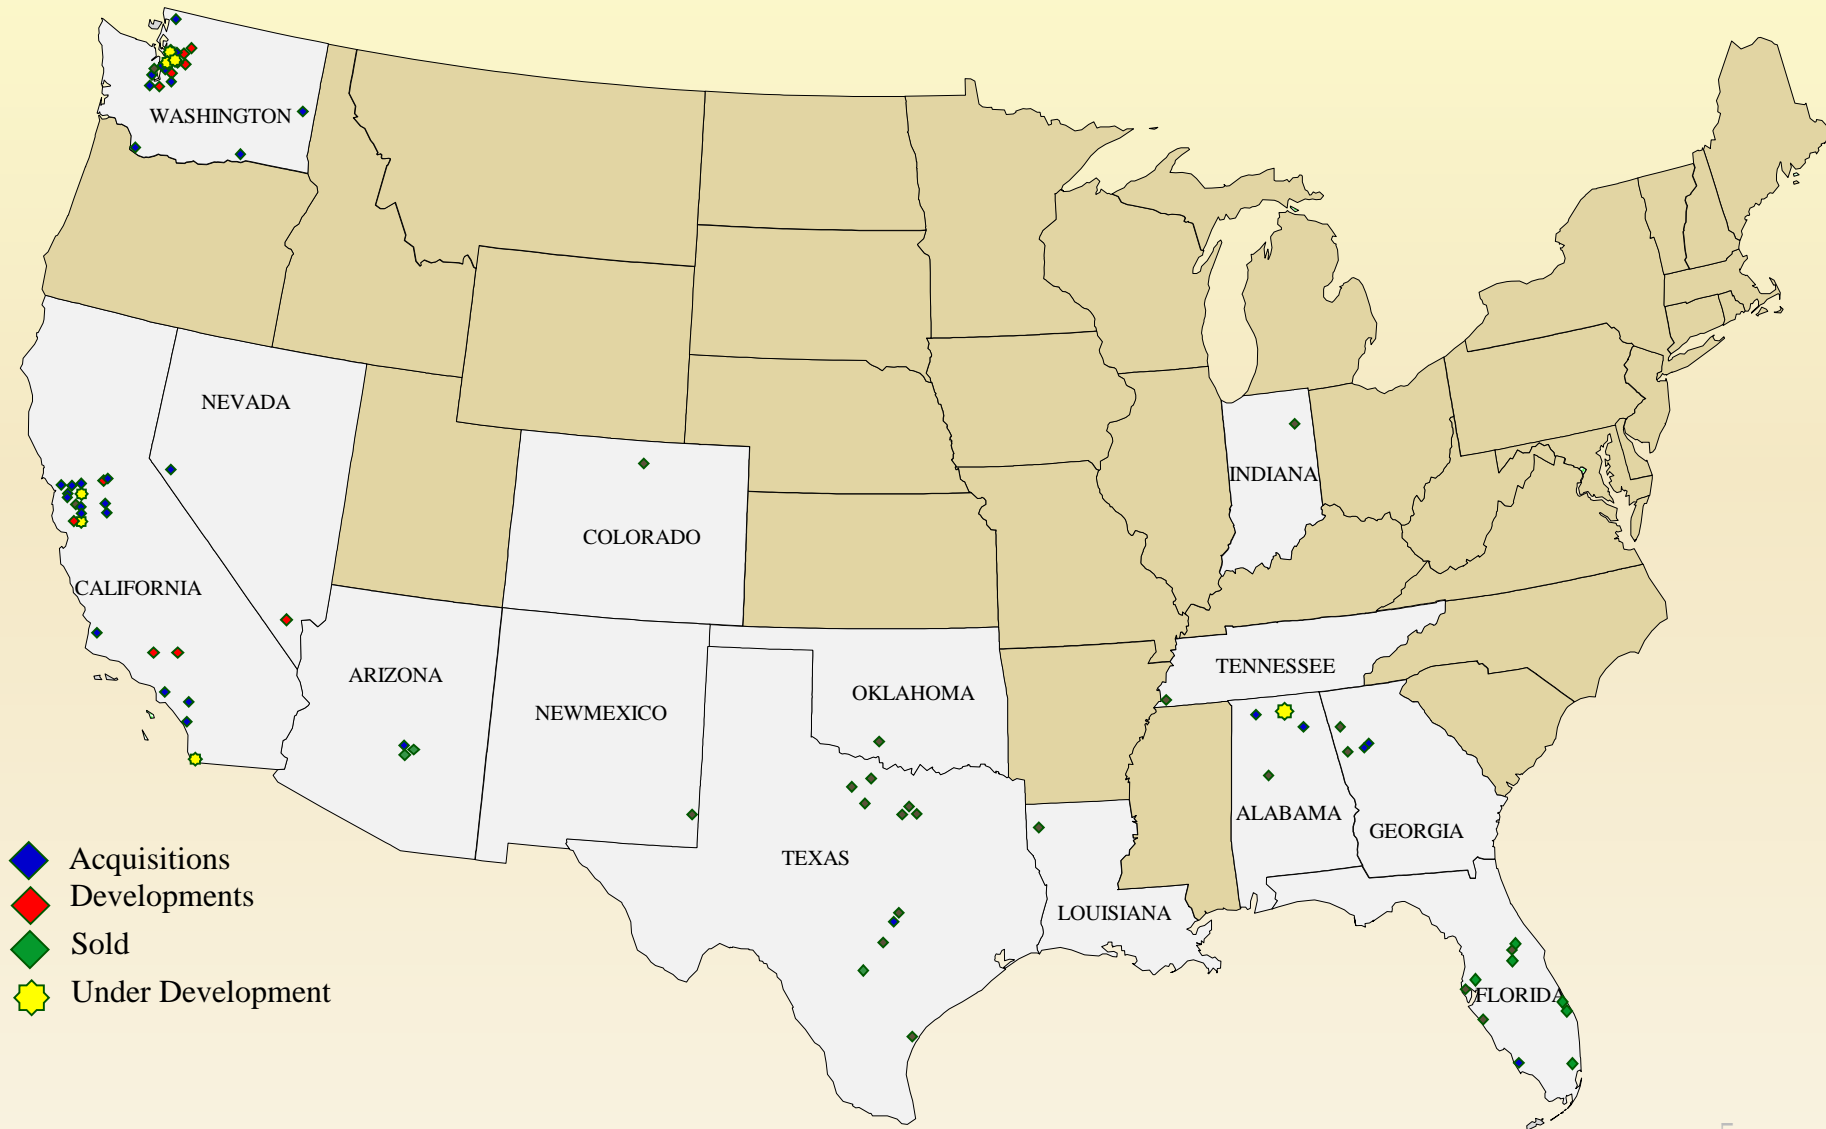 WASHINGTON
NEVADA
INDIANA
COLORADO
CALIFORNIA
TENNESSEE
ARIZONA
OKLAHOMA
NEWMEXICO
ALABAMA
GEORGIA
TEXAS
LOUISIANA
FLORIDA
Acquisitions
Developments
Sold
Under Development